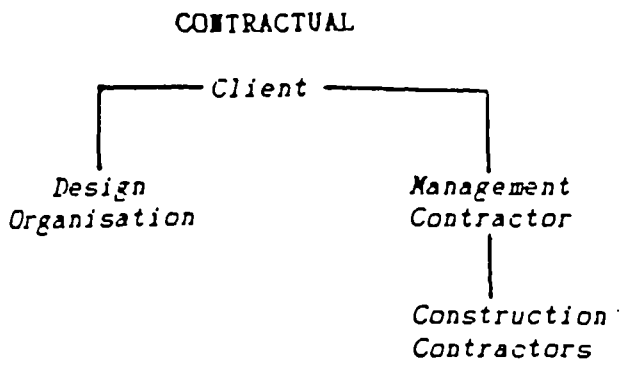 CONTRACTUAL
Client
Design
Organisation
Management
Contractor
Construction
Contractors